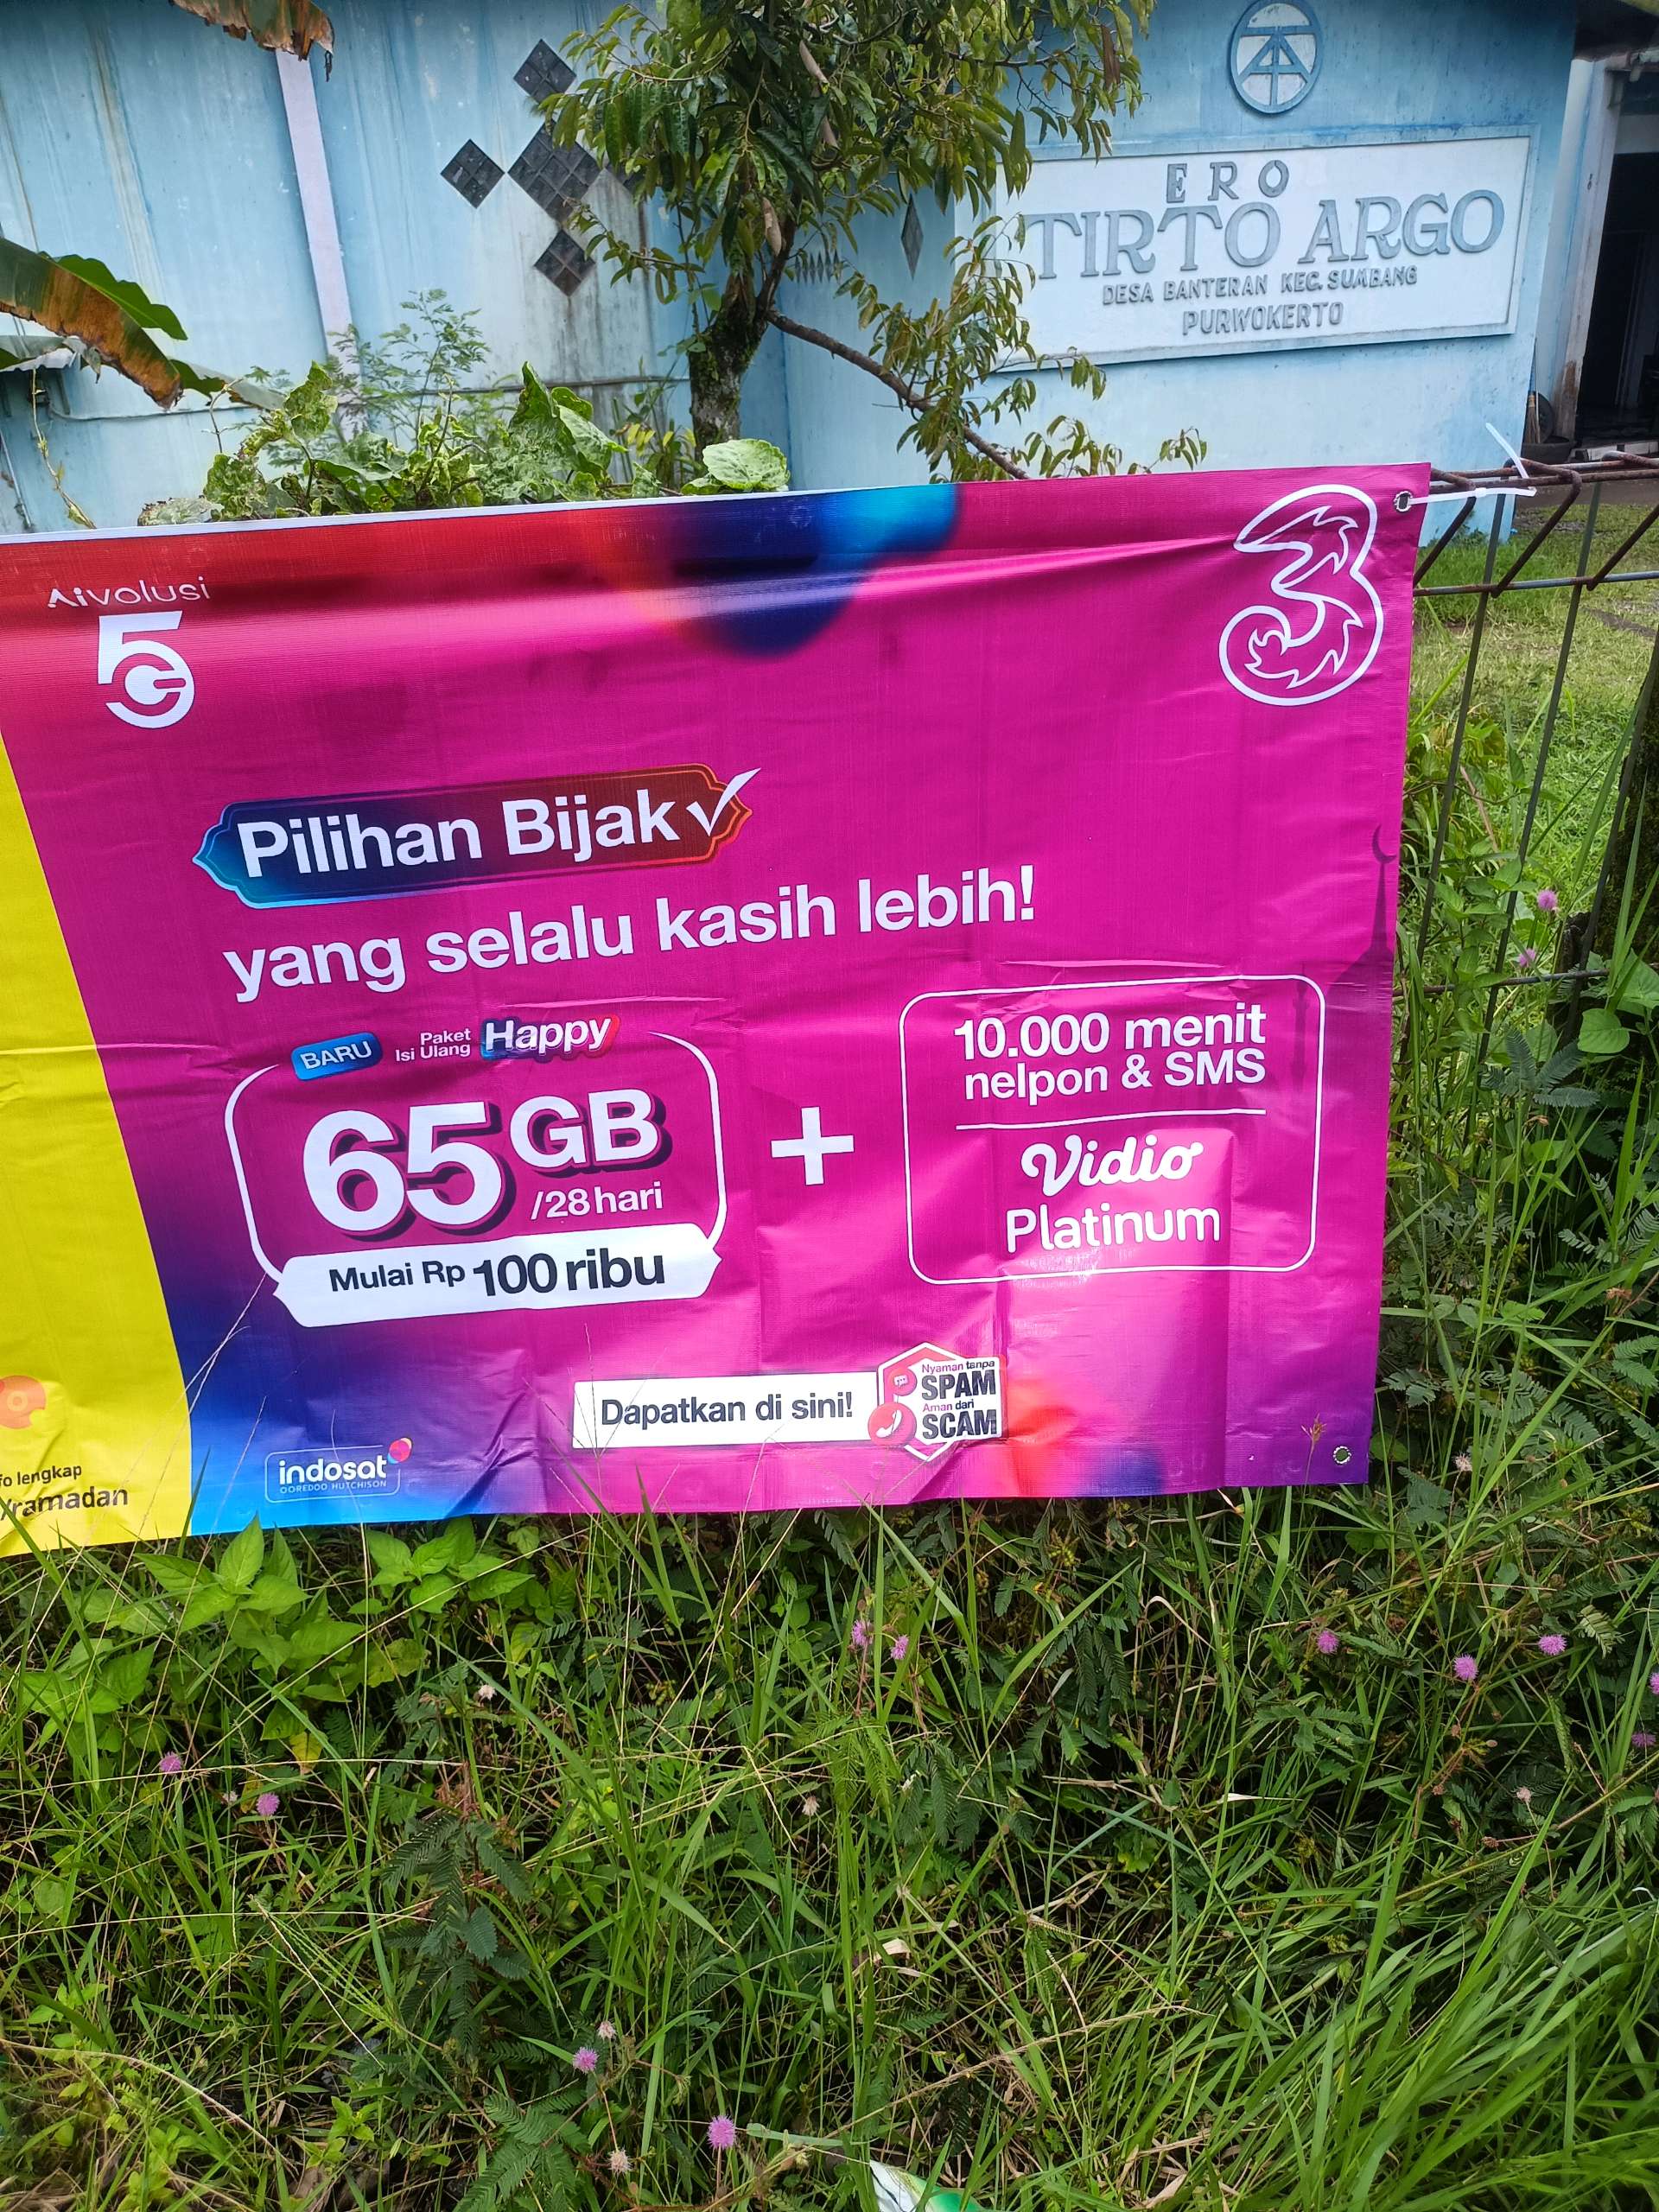 ERO
TIRTO ARGO
DESA BANTERAN KEC. SUMBANG
PURWOKERTO
Aivolusi
5G
3
Pilihan Bijak
yang selalu kasih lebih!
BARU Paket Isi Ulang Happy
65 GB
/28 hari
Mulai Rp 100 ribu
+
10.000 menit
nelpon & SMS
Vidio
Platinum
Dapatkan di sini!
Nyaman tanpa
SPAM
Aman dari
SCAM
indosat
OOREDOO HUTCHISON
lengkap
/ramadan